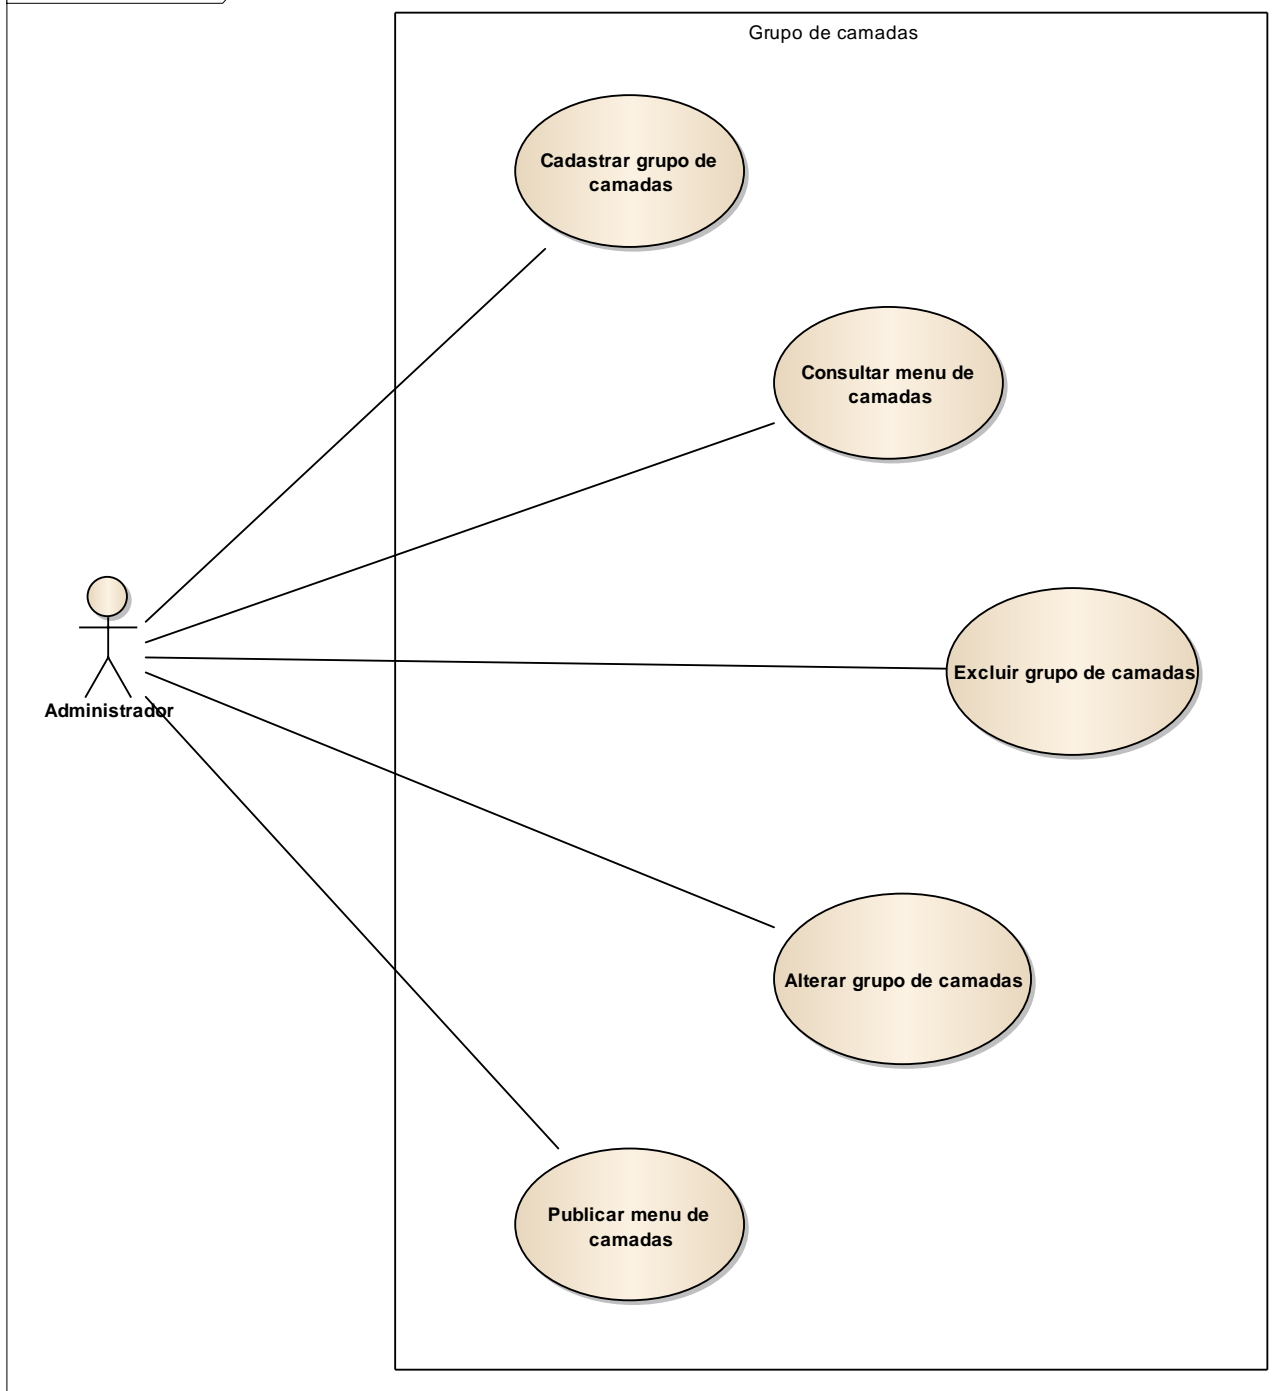 Grupo de camadas
Cadastrar grupo de
camadas
Consultar menu de
camadas
Excluir grupo de camadas
Administrador
Alterar grupo de camadas
Publicar menu de
camadas